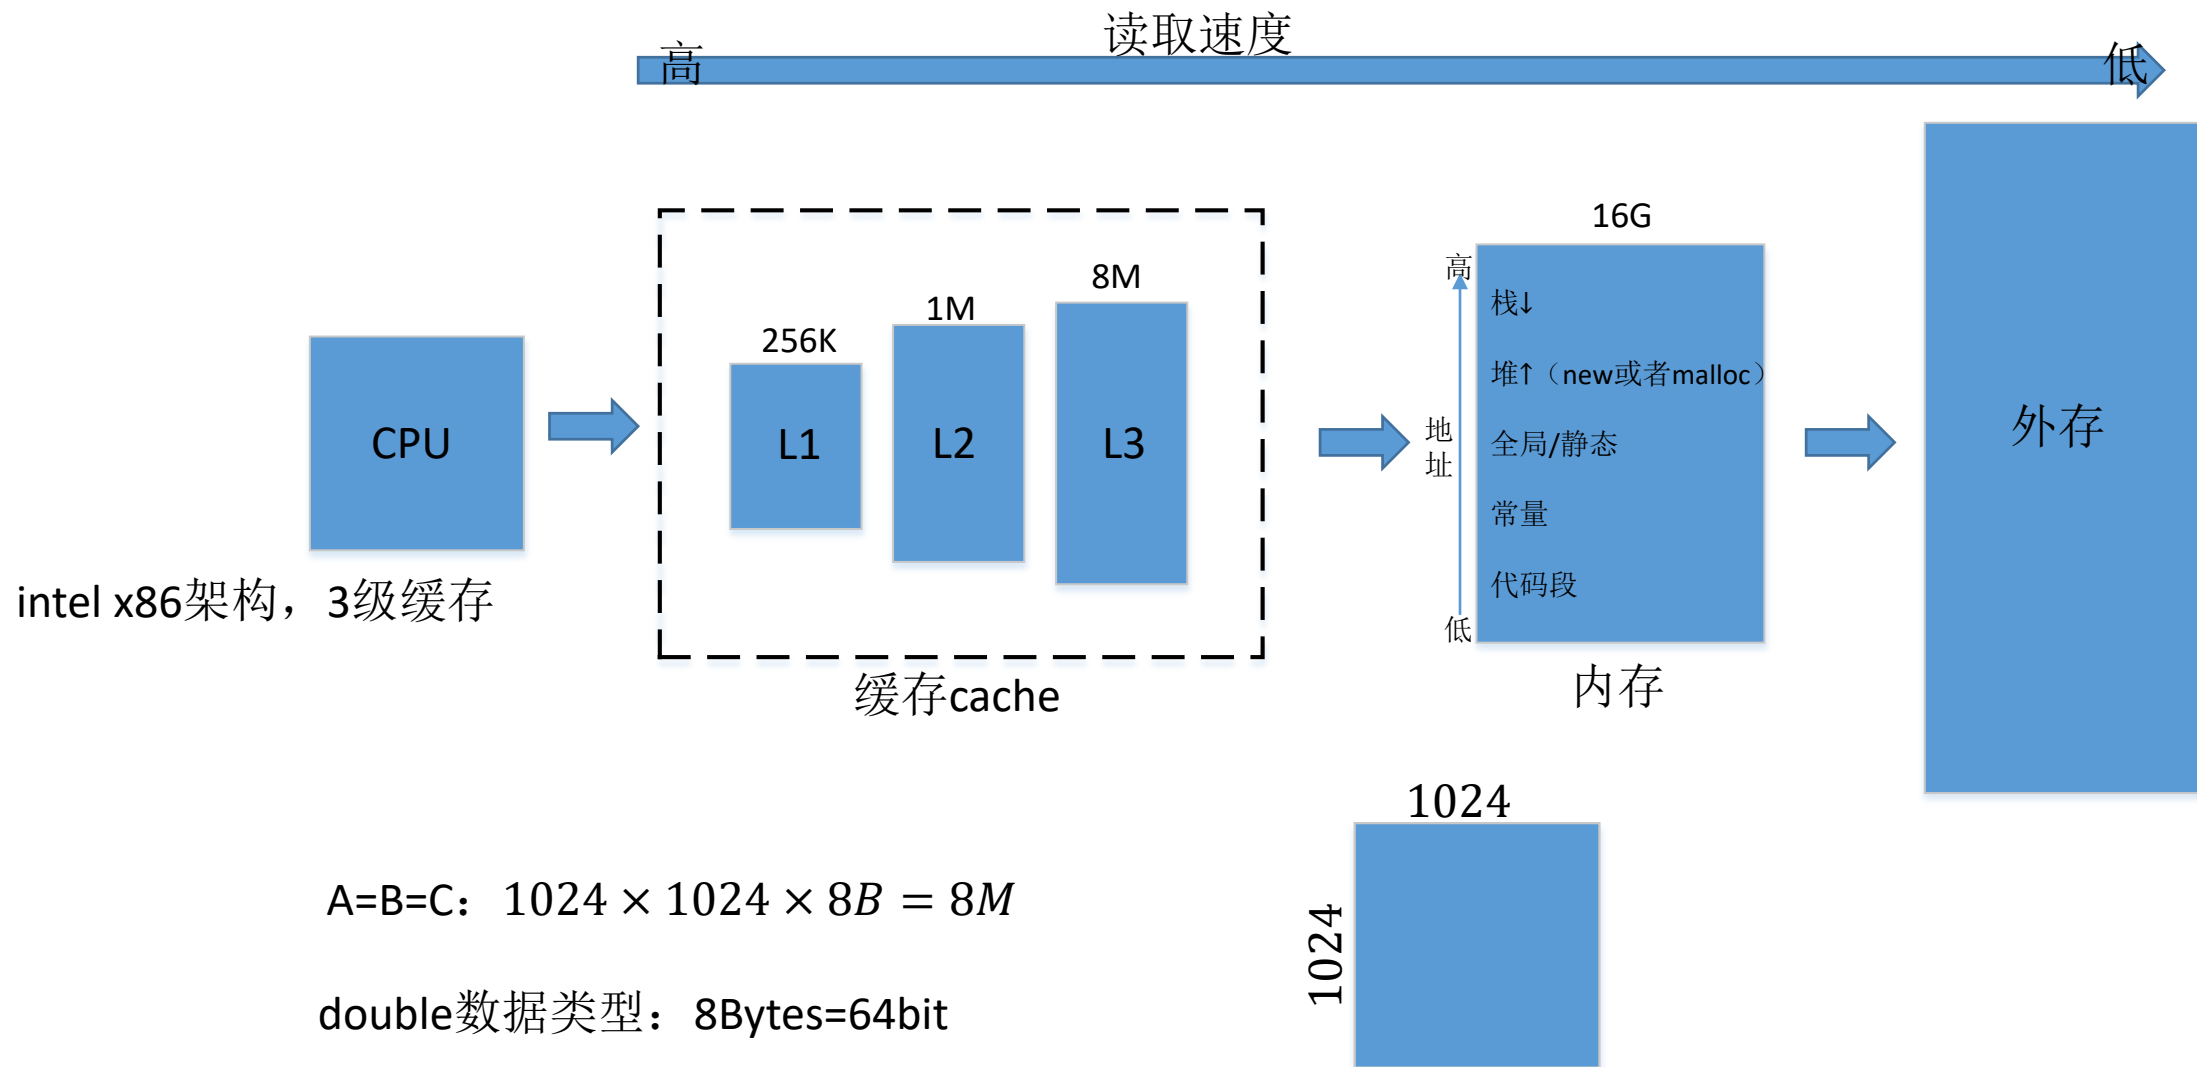 读取速度
高
低
16G
8M
1M
256K
高
栈↓
堆↑（new或者malloc）
CPU
L1
L2
L3
地址
全局/静态
外存
常量
代码段
低
intel x86架构，3级缓存
缓存cache
内存
1024
A=B=C：1024 × 1024 × 8B = 8M
1024
double数据类型：8Bytes=64bit